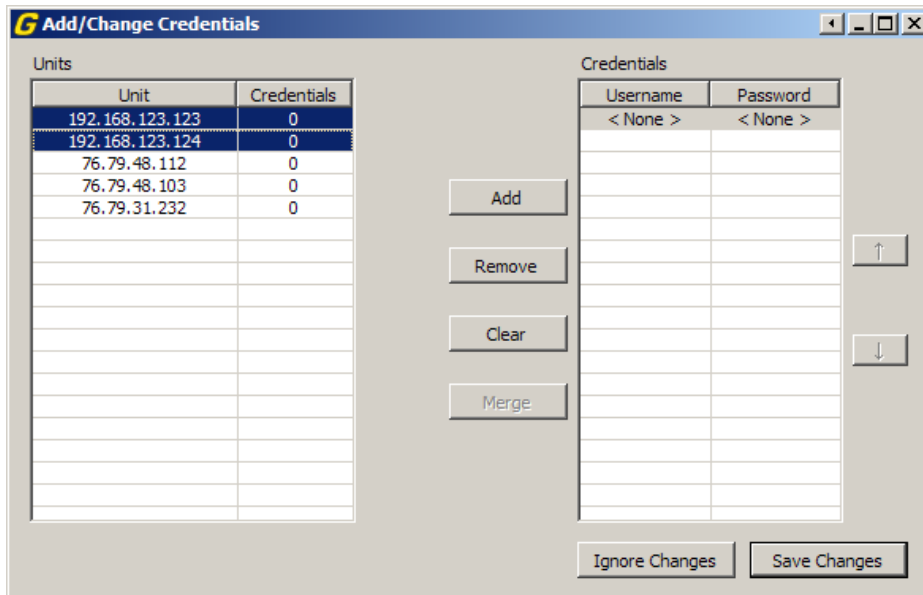 G Add/Change Credentials
Units
Credentials
Unit Credentials
Username Password
192.168.123.123 0
< None > < None >
192.168.123.124 0
76.79.48.112 0
76.79.48.103 0
76.79.31.232 0
Add
Remove
↑
Clear
↓
Merge
Ignore Changes Save Changes